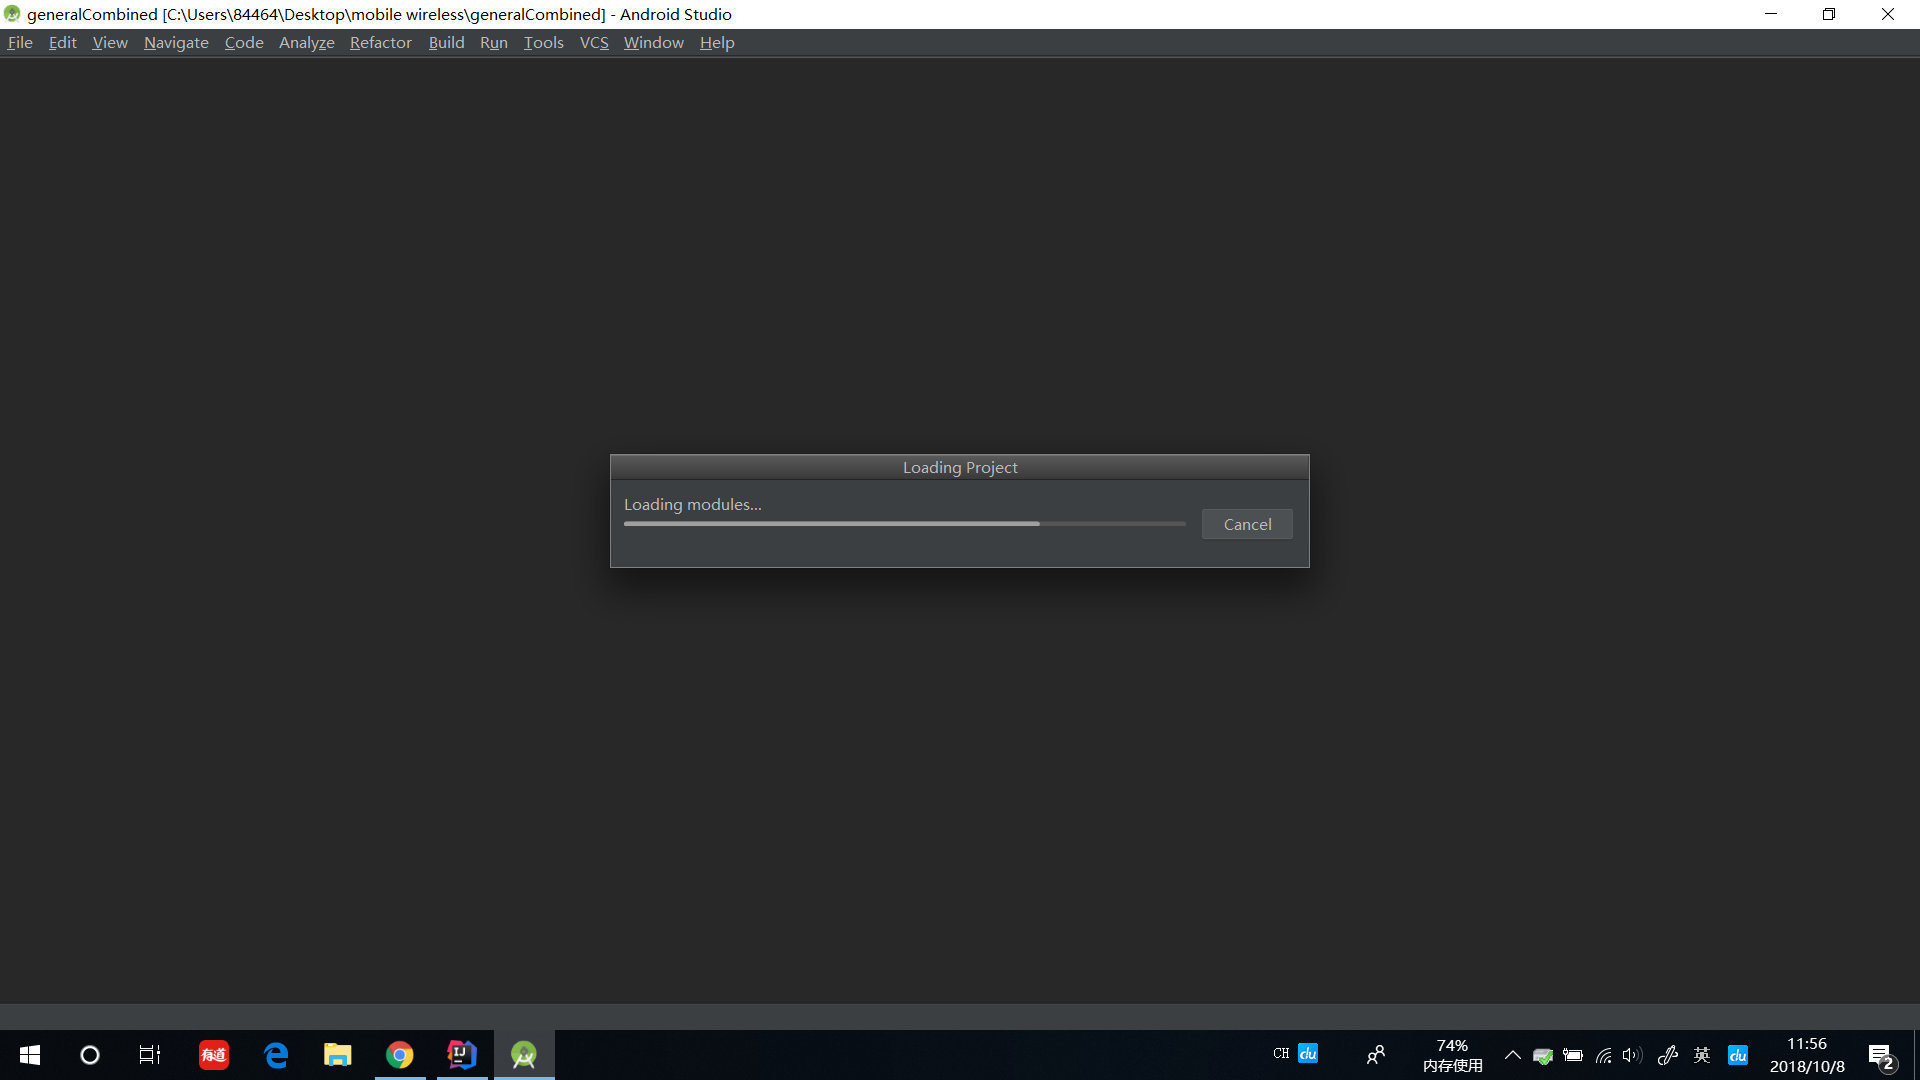 generalCombined [C:\Users\84464\Desktop\mobile wireless\generalCombined] - Android Studio
File Edit View Navigate Code Analyze Refactor Build Run Tools VCS Window Help
Loading Project
Loading modules...
Cancel
有道
IJ
CH du
74%
内存使用
英
du
11:56
2018/10/8
2